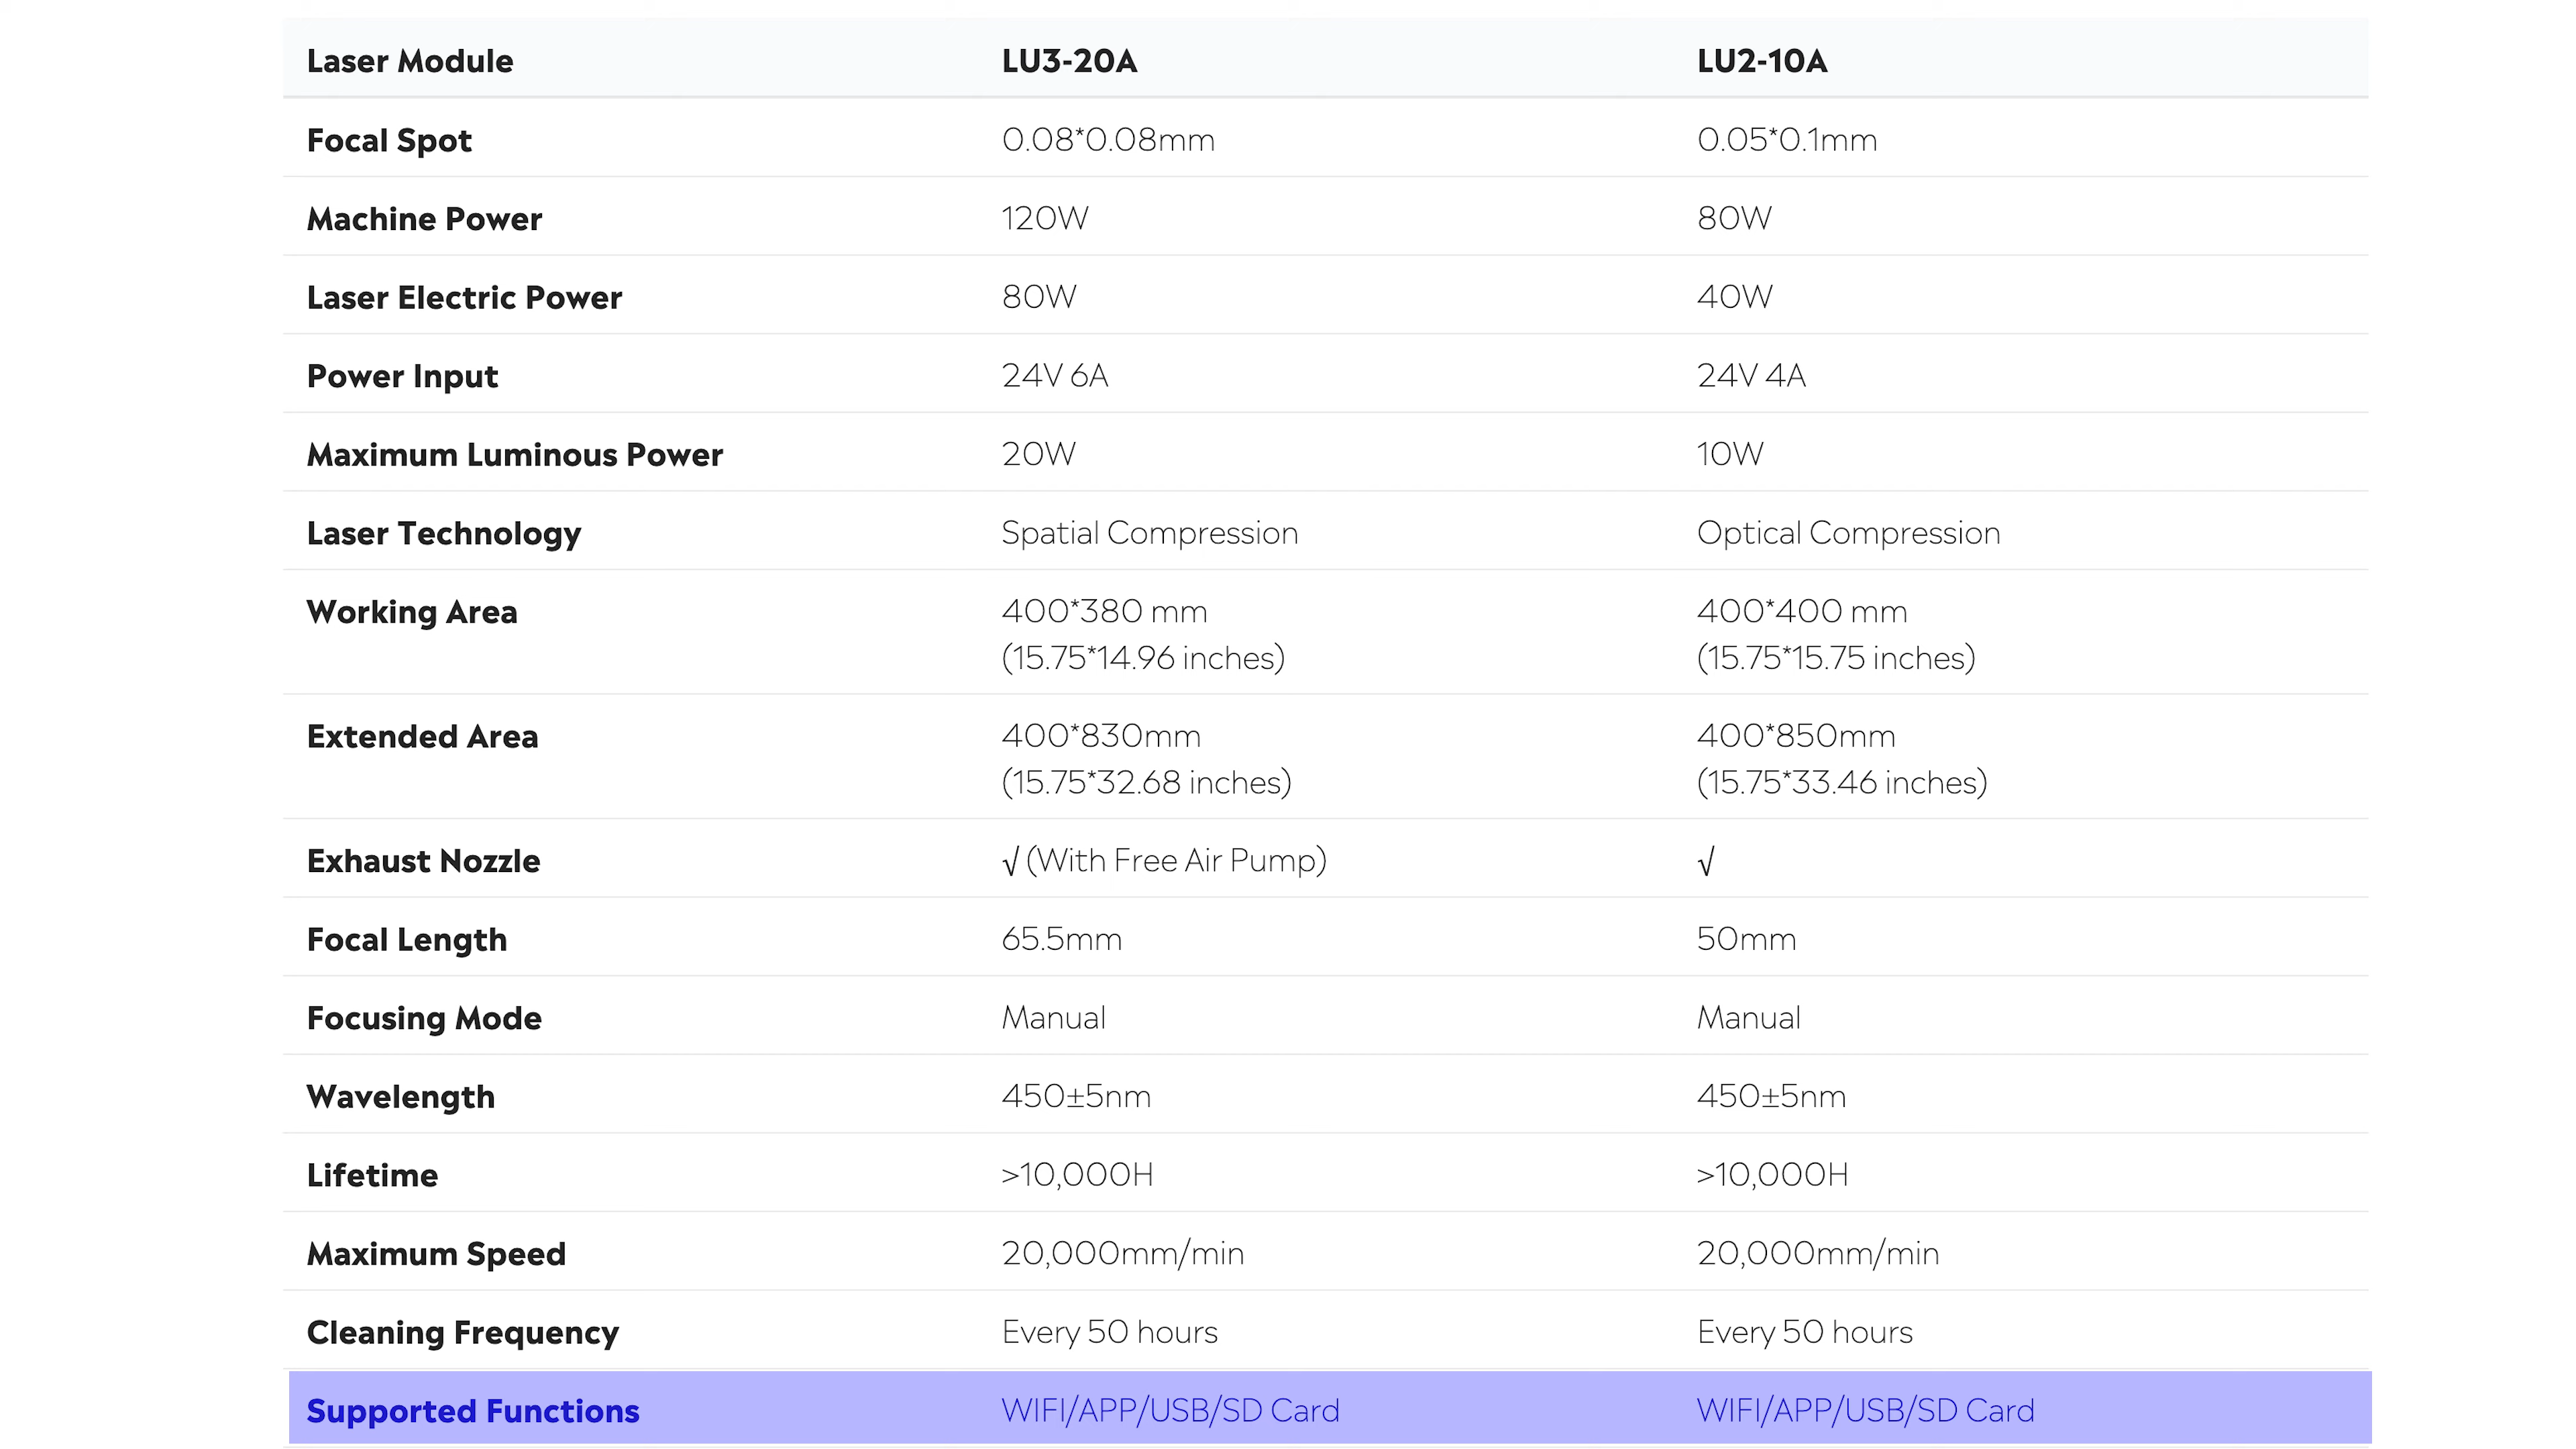 Laser Module LU3-20A LU2-10A
Focal Spot 0.08*0.08mm 0.05*0.1mm
Machine Power 120W 80W
Laser Electric Power 80W 40W
Power Input 24V 6A 24V 4A
Maximum Luminous Power 20W 10W
Laser Technology Spatial Compression Optical Compression
Working Area 400*380 mm 400*400 mm
(15.75*14.96 inches) (15.75*15.75 inches)
Extended Area 400*830mm 400*850mm
(15.75*32.68 inches) (15.75*33.46 inches)
Exhaust Nozzle √ (With Free Air Pump) √
Focal Length 65.5mm 50mm
Focusing Mode Manual Manual
Wavelength 450±5nm 450±5nm
Lifetime >10,000H >10,000H
Maximum Speed 20,000mm/min 20,000mm/min
Cleaning Frequency Every 50 hours Every 50 hours
Supported Functions WIFI/APP/USB/SD Card WIFI/APP/USB/SD Card